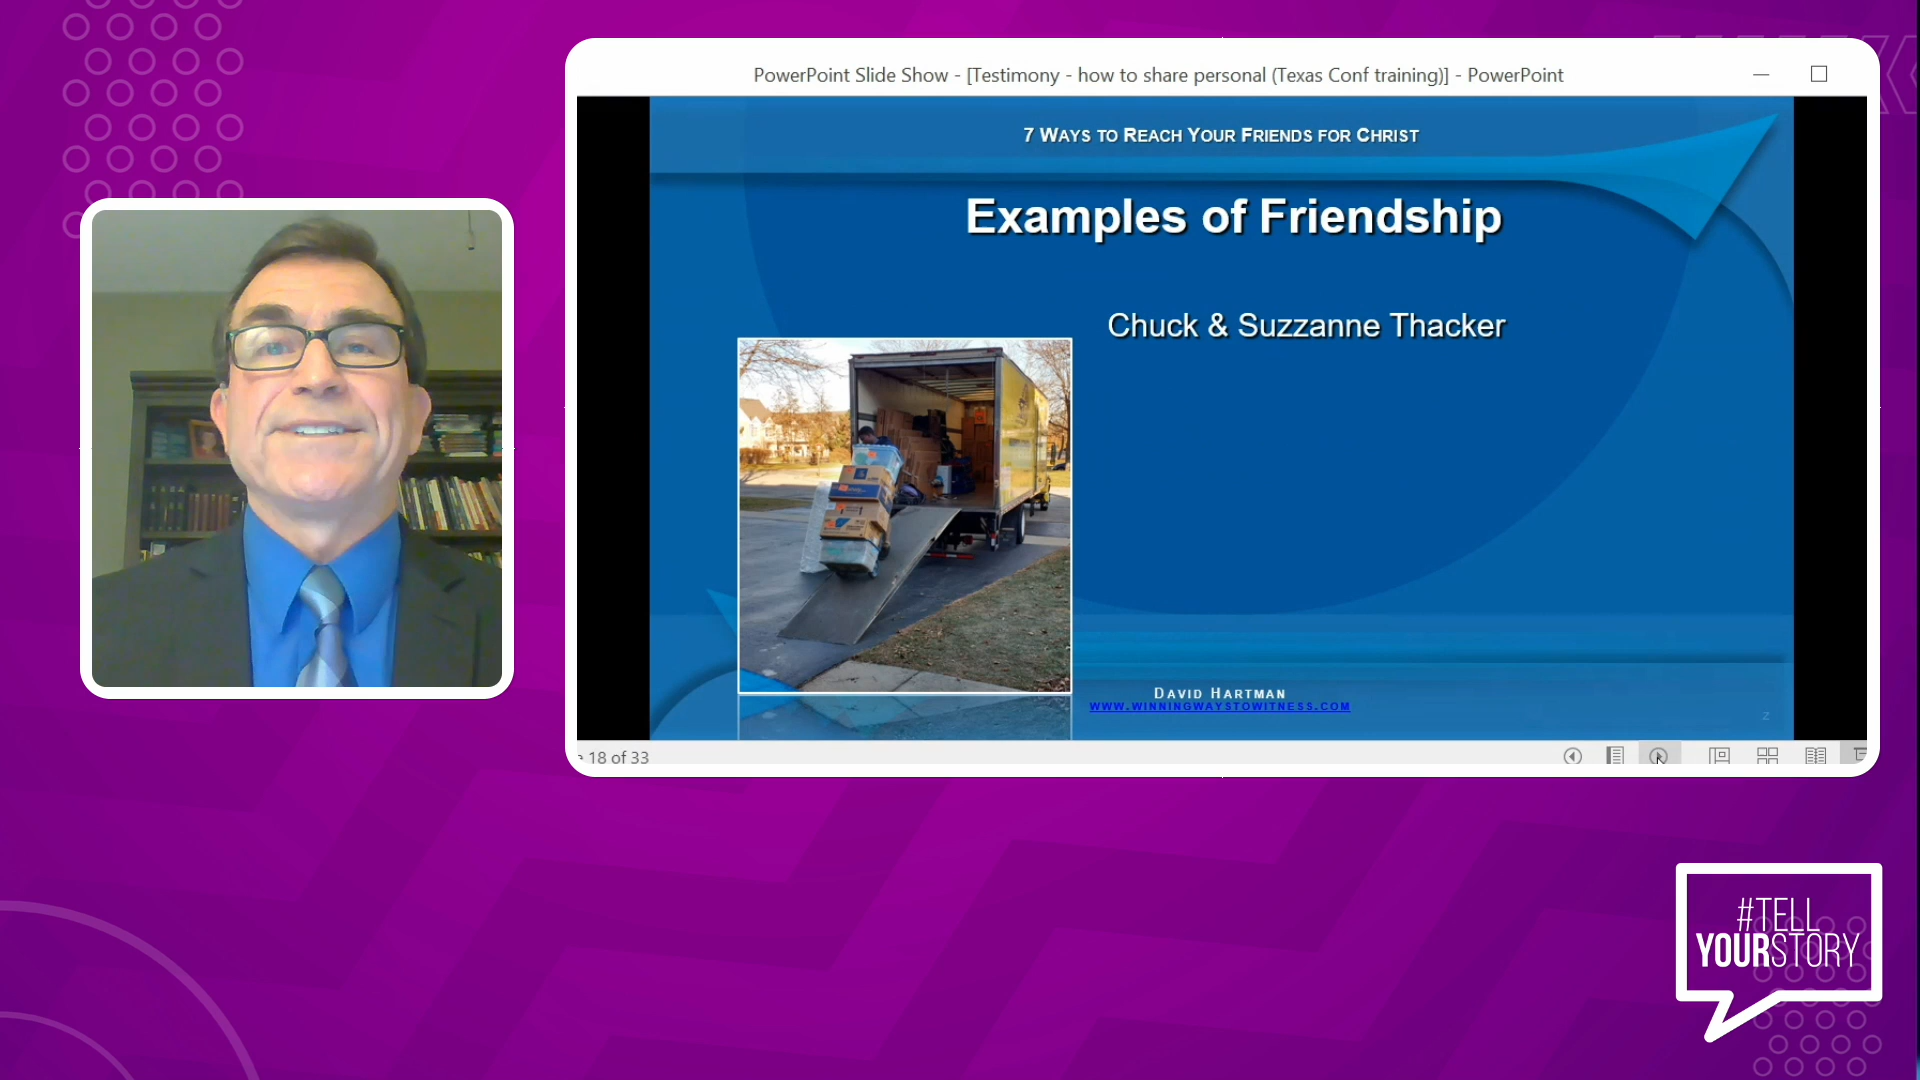 PowerPoint Slide Show - [Testimony - how to share personal (Texas Conf training)] - PowerPoint
7 WAYS TO REACH YOUR FRIENDS FOR CHRIST
Examples of Friendship
Chuck & Suzzanne Thacker
DAVID HARTMAN
WWW.WINNINGWAYSTOWITNESS.COM
18 of 33
#TELL
YOURSTORY